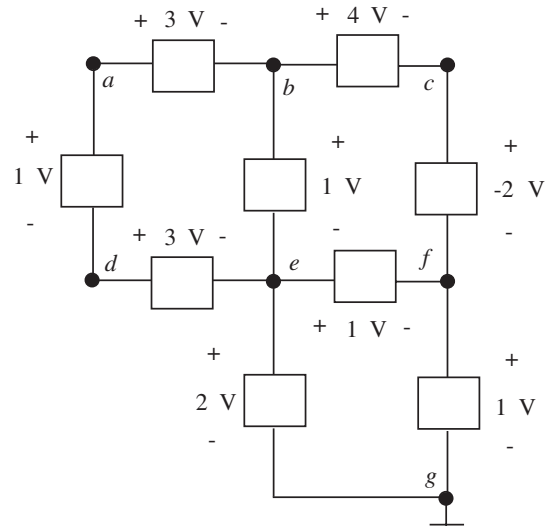 + 3 V -
+ 4 V -
a
b
c
+
1 V
-
+
1 V
-
+
-2 V
-
d
+ 3 V -
e
f
+ 1 V -
+
2 V
-
+
1 V
-
g